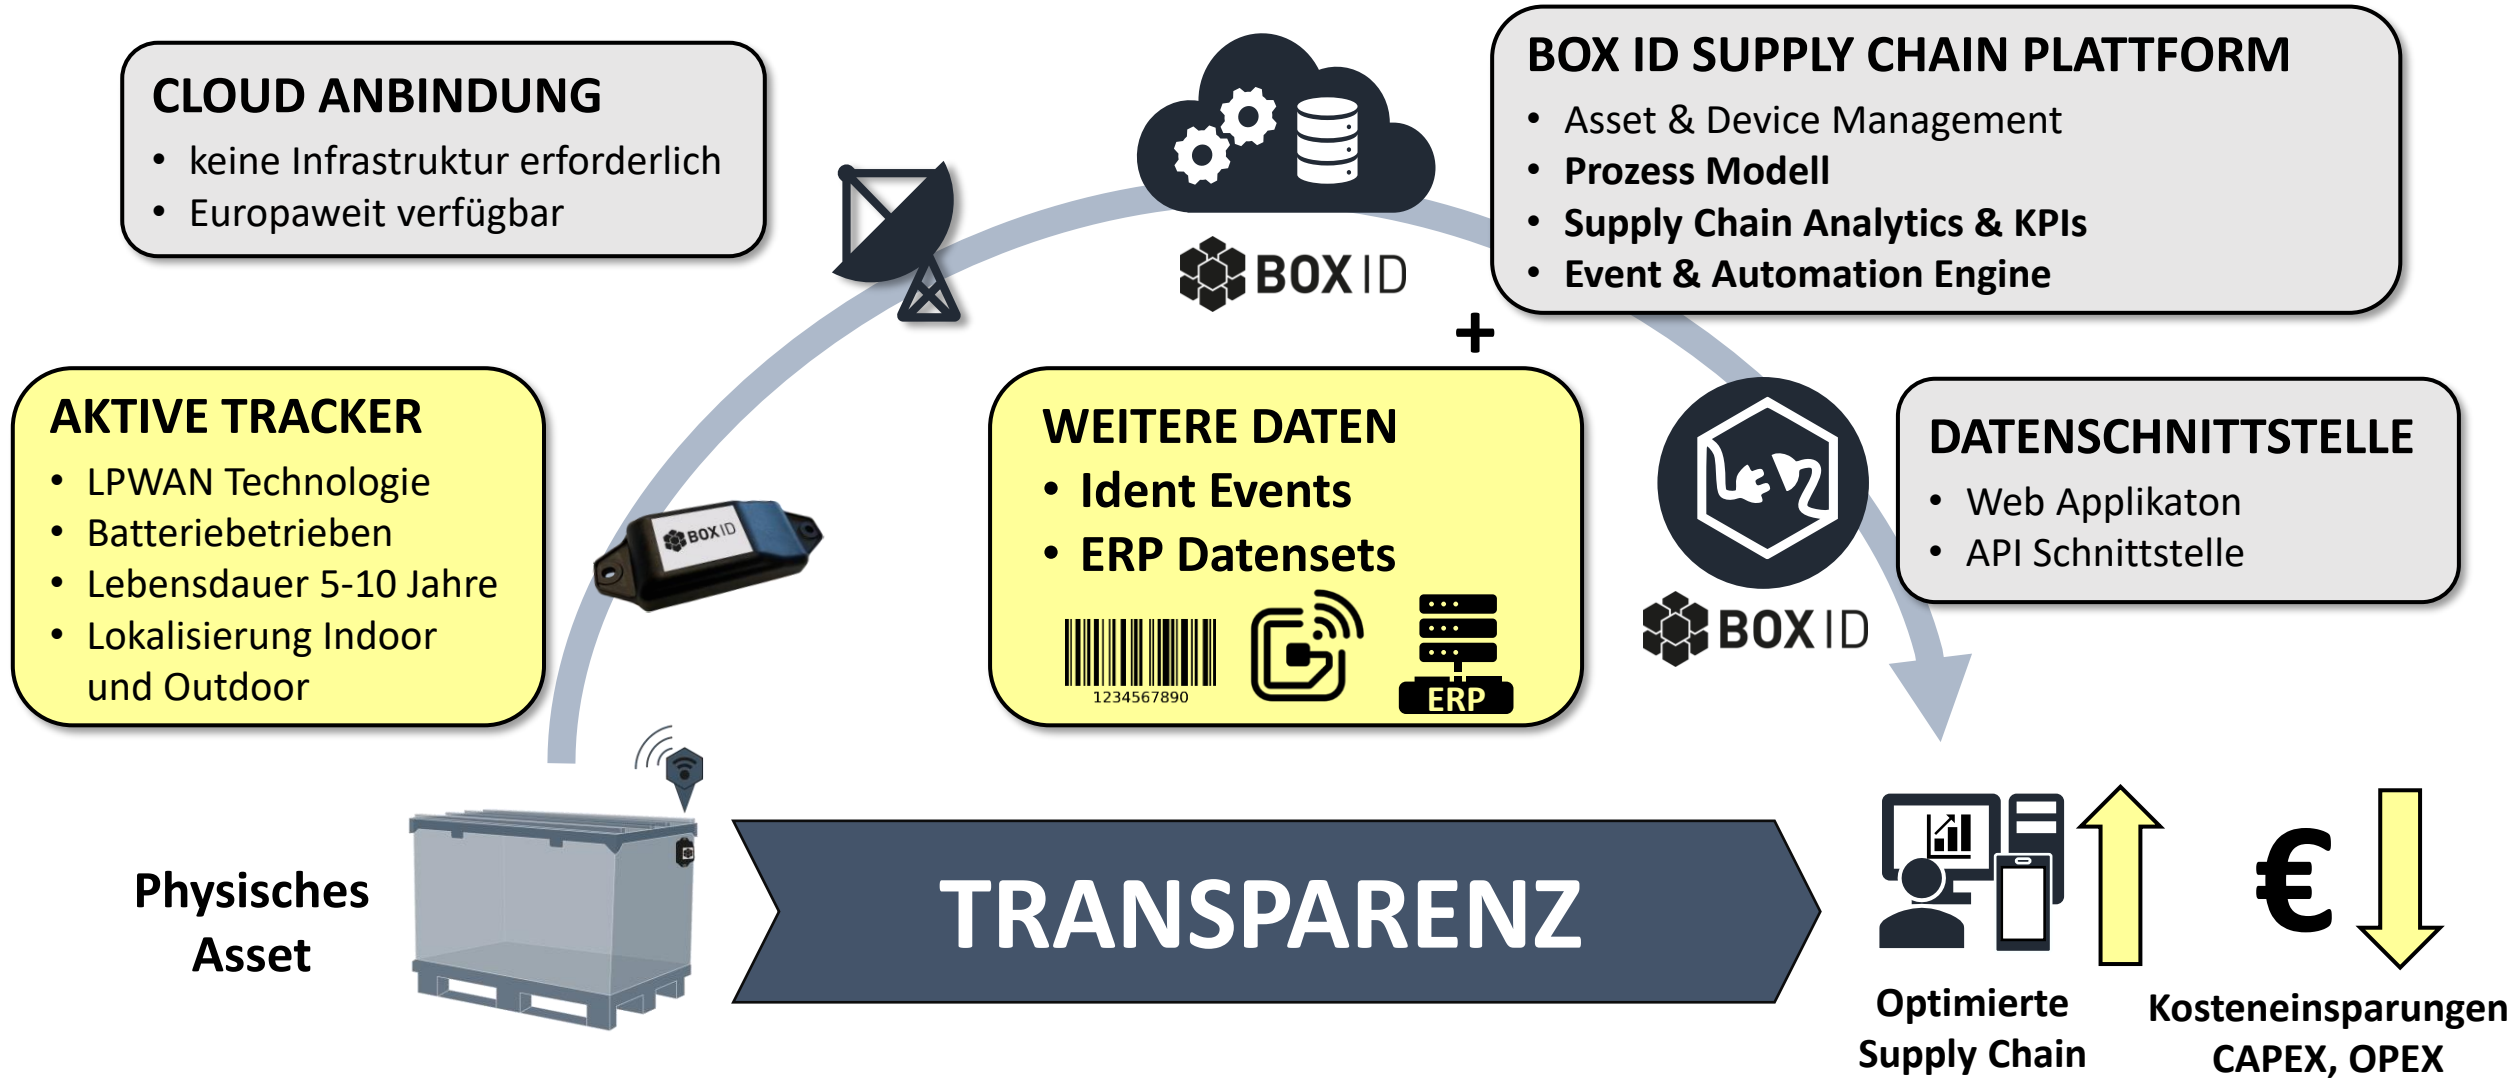 CLOUD ANBINDUNG
• keine Infrastruktur erforderlich
• Europaweit verfügbar
BOX ID SUPPLY CHAIN PLATTFORM
• Asset & Device Management
• Prozess Modell
• Supply Chain Analytics & KPIs
• Event & Automation Engine
BOX ID
+
AKTIVE TRACKER
• LPWAN Technologie
• Batteriebetrieben
• Lebensdauer 5-10 Jahre
• Lokalisierung Indoor
und Outdoor
BOX ID
WEITERE DATEN
• Ident Events
• ERP Datensets
1234567890
ERP
DATENSCHNITTSTELLE
• Web Applikaton
• API Schnittstelle
BOX ID
Physisches
Asset
TRANSPARENZ
€
Optimierte
Supply Chain
Kosteneinsparungen
CAPEX, OPEX